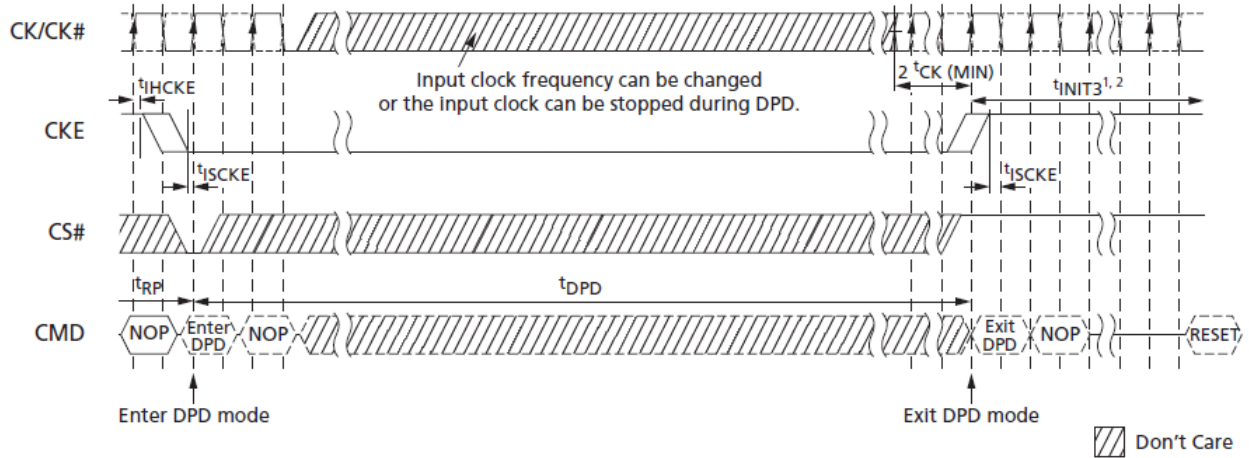 CK/CK#
Input clock frequency can be changed
or the input clock can be stopped during DPD.
2 tCK (MIN)
tIHCKE
tINIT3¹, ²
CKE
tISCKE
tISCKE
CS#
tRP
tDPD
CMD
NOP
Enter
DPD
NOP
Exit
DPD
NOP
RESET
Enter DPD mode
Exit DPD mode
Don't Care